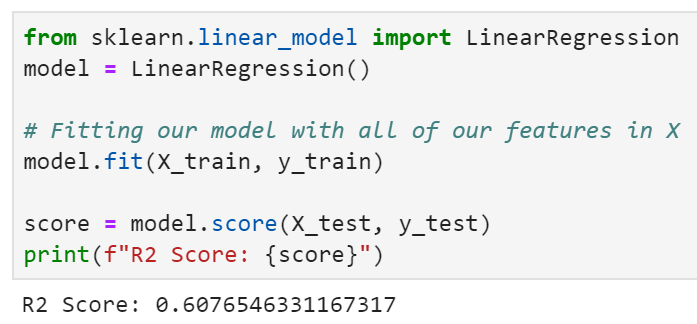 from sklearn.linear_model import LinearRegression
model = LinearRegression()
# Fitting our model with all of our features in X
model.fit(X_train, y_train)
score = model.score(X_test, y_test)
print(f"R2 Score: {score}")
R2 Score: 0.6076546331167317